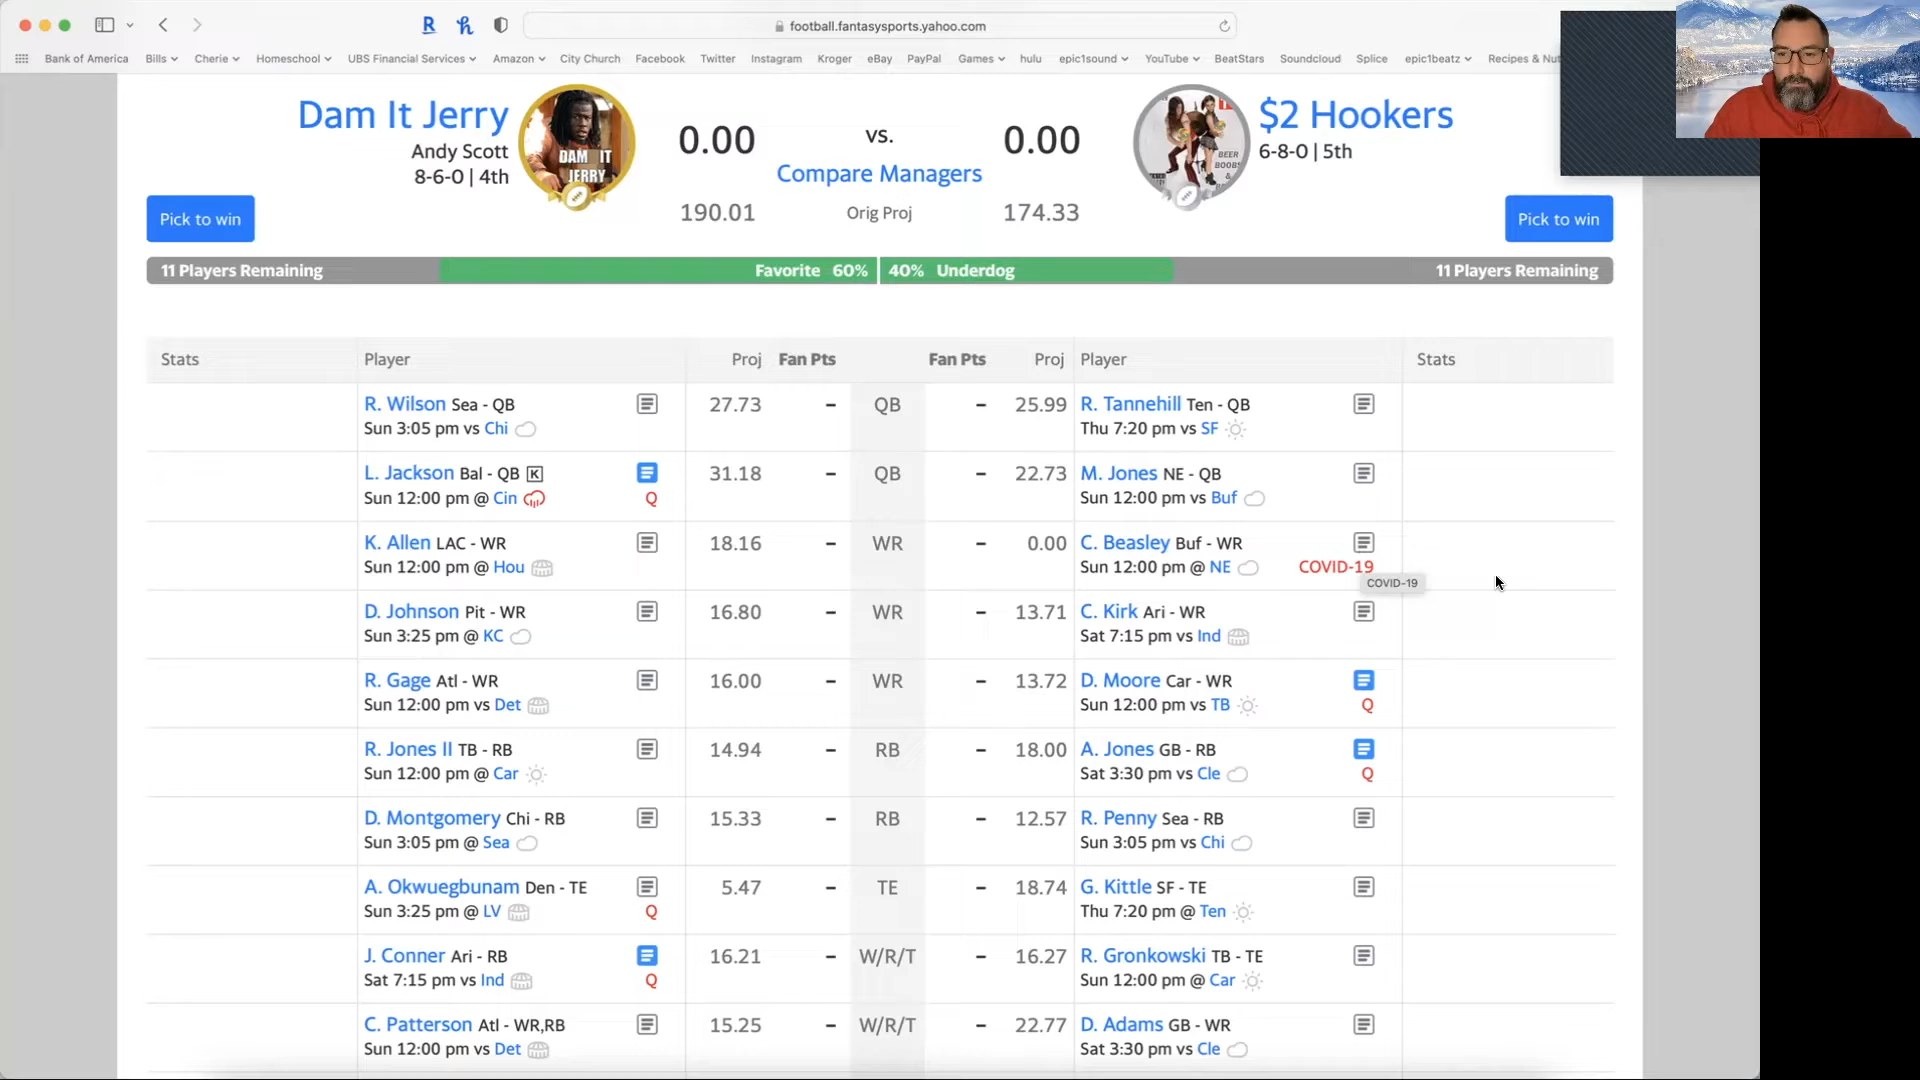 football.fantasysports.yahoo.com
Bank of America Bills Cherie Homeschool UBS Financial Services Amazon City Church Facebook Twitter Instagram Kroger eBay PayPal Games hulu epic1sound YouTube BeatStars Soundcloud Splice epic1beatz Recipes &
Dam It Jerry
Andy Scott
8-6-0 | 4th
DAM IT
JERRY
0.00 vs. 0.00
Compare Managers
190.01 Orig Proj 174.33
BEER
BOOBS
&
$2 Hookers
6-8-0 | 5th
Pick to win
Pick to win
11 Players Remaining Favorite 60% 40% Underdog 11 Players Remaining
Stats Player Proj Fan Pts Fan Pts Proj Player Stats
R. Wilson Sea - QB 27.73 – QB – 25.99 R. Tannehill Ten - QB
Sun 3:05 pm vs Chi Thu 7:20 pm vs SF
L. Jackson Bal - QB K 31.18 – QB – 22.73 M. Jones NE - QB
Sun 12:00 pm @ Cin Q Sun 12:00 pm vs Buf
K. Allen LAC - WR 18.16 – WR – 0.00 C. Beasley Buf - WR
Sun 12:00 pm @ Hou Sun 12:00 pm @ NE COVID-19
COVID-19
D. Johnson Pit - WR 16.80 – WR – 13.71 C. Kirk Ari - WR
Sun 3:25 pm @ KC Sat 7:15 pm vs Ind
R. Gage Atl - WR 16.00 – WR – 13.72 D. Moore Car - WR
Sun 12:00 pm vs Det Sun 12:00 pm vs TB Q
R. Jones II TB - RB 14.94 – RB – 18.00 A. Jones GB - RB
Sun 12:00 pm @ Car Sat 3:30 pm vs Cle Q
D. Montgomery Chi - RB 15.33 – RB – 12.57 R. Penny Sea - RB
Sun 3:05 pm @ Sea Sun 3:05 pm vs Chi
A. Okwuegbunam Den - TE 5.47 – TE – 18.74 G. Kittle SF - TE
Sun 3:25 pm @ LV Q Thu 7:20 pm @ Ten
J. Conner Ari - RB 16.21 – W/R/T – 16.27 R. Gronkowski TB - TE
Sat 7:15 pm vs Ind Q Sun 12:00 pm @ Car
C. Patterson Atl - WR,RB 15.25 – W/R/T – 22.77 D. Adams GB - WR
Sun 12:00 pm vs Det Sat 3:30 pm vs Cle